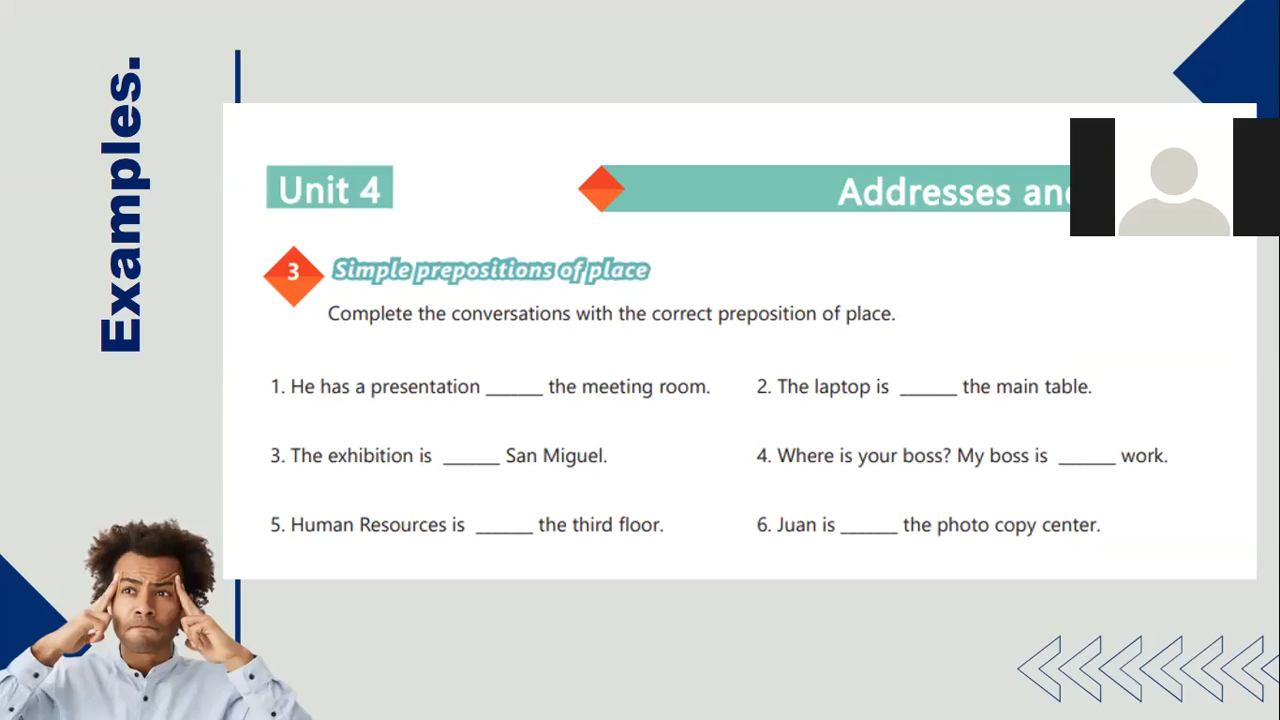 Examples.
Unit 4
Addresses and
3
Simple prepositions of place
Complete the conversations with the correct preposition of place.
1. He has a presentation ______ the meeting room.
2. The laptop is ______ the main table.
3. The exhibition is ______ San Miguel.
4. Where is your boss? My boss is ______ work.
5. Human Resources is ______ the third floor.
6. Juan is ______ the photo copy center.